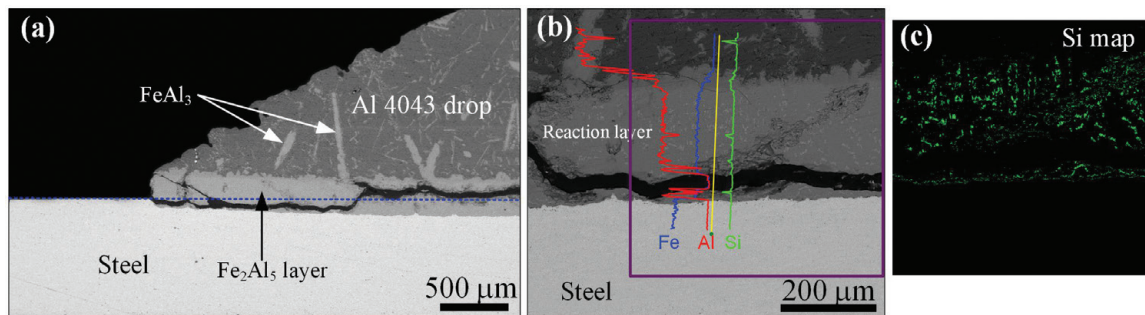 (a)
FeAl₃
Al 4043 drop
Steel
Fe₂Al₅ layer
500 μm
(b)
Reaction layer
Fe
Al
Si
Steel
200 μm
(c)
Si map